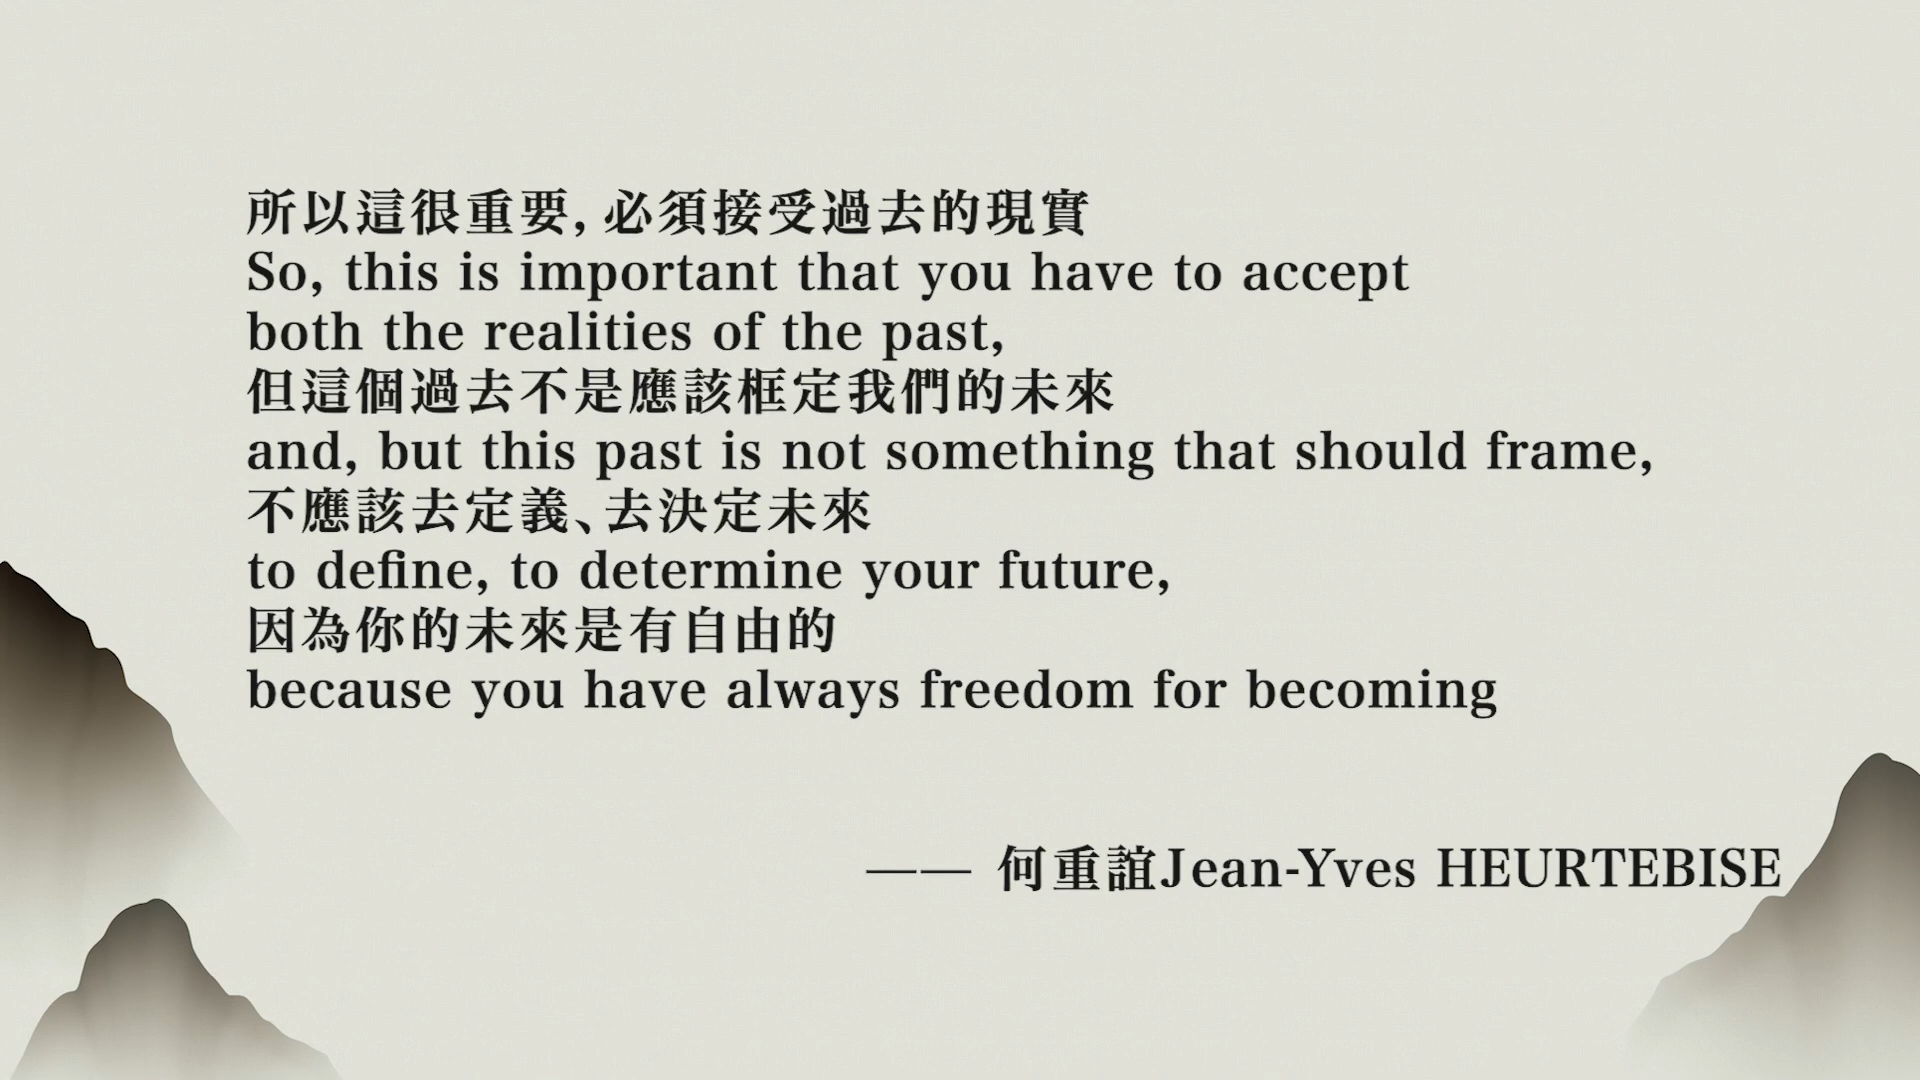 所以這很重要, 必須接受過去的現實
So, this is important that you have to accept
both the realities of the past,
但這個過去不是應該框定我們的未來
and, but this past is not something that should frame,
不應該去定義、去決定未來
to define, to determine your future,
因為你的未來是有自由的
because you have always freedom for becoming
—— 何重誼Jean-Yves HEURTEBISE